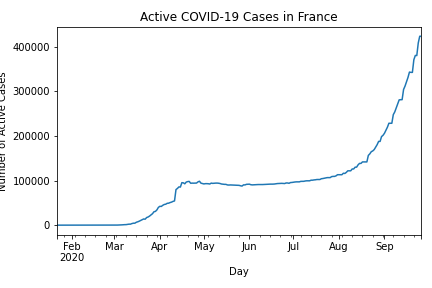 Active COVID-19 Cases in France
Number of Active Cases
400000
300000
200000
100000
0
Feb Mar Apr May Jun Jul Aug Sep
2020
Day